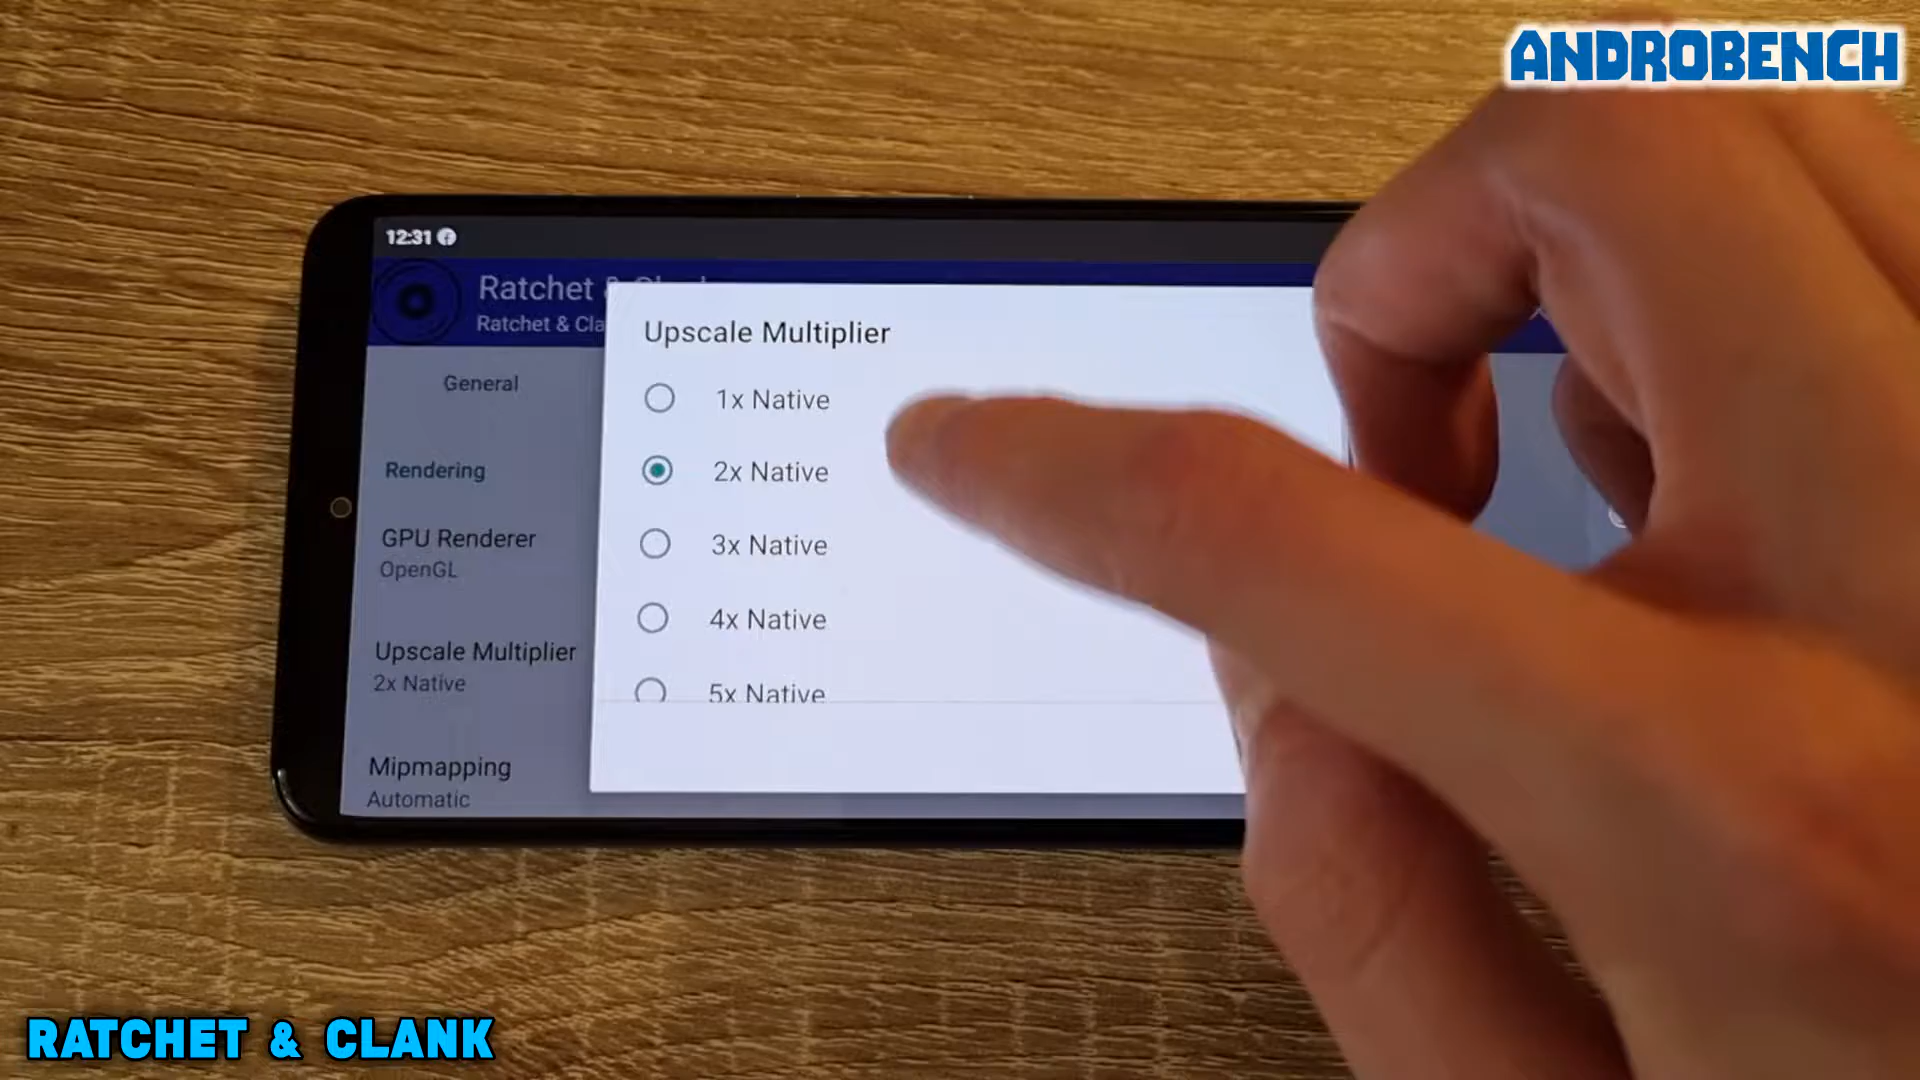 ANDROBENCH
12:31
Ratchet &
Ratchet & Cla
General
Rendering
GPU Renderer
OpenGL
Upscale Multiplier
2x Native
Mipmapping
Automatic
Upscale Multiplier
1x Native
2x Native
3x Native
4x Native
5x Native
RATCHET & CLANK